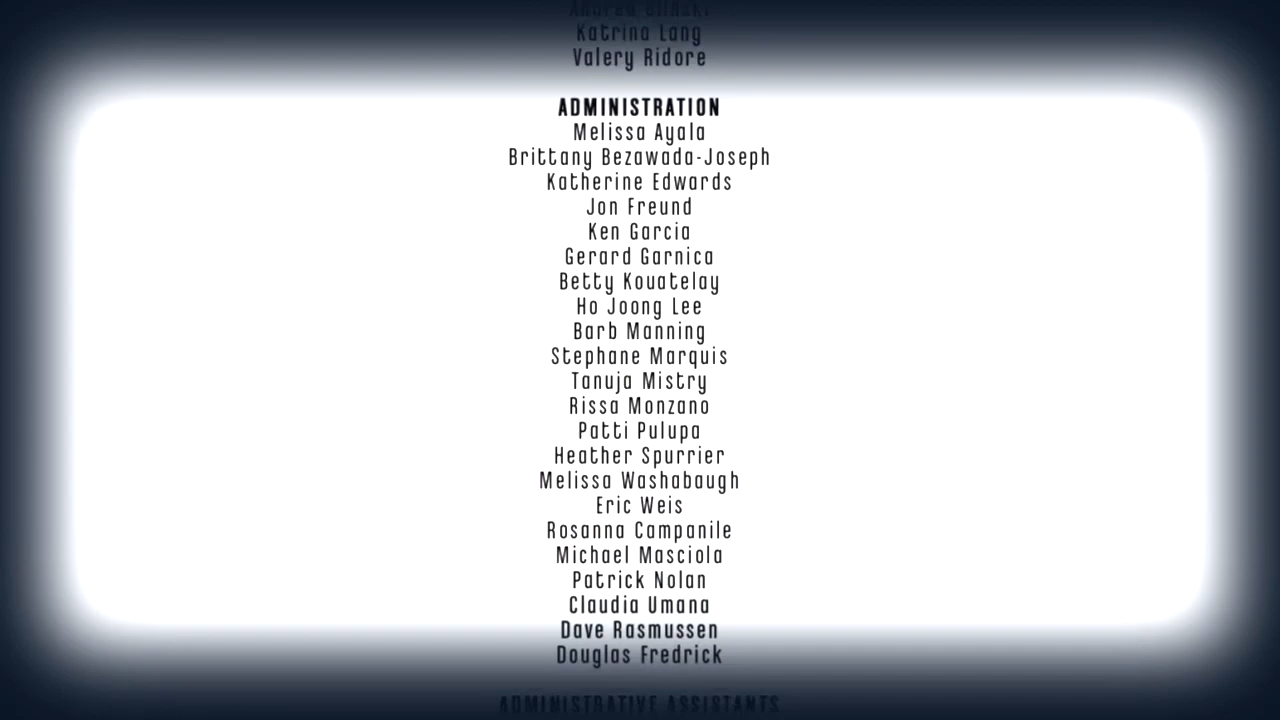 Katrina Lang
Valery Ridore
ADMINISTRATION
Melissa Ayala
Brittany Bezawada-Joseph
Katherine Edwards
Jon Freund
Ken Garcia
Gerard Garnica
Betty Kouatelay
Ho Joong Lee
Barb Manning
Stephane Marquis
Tanuja Mistry
Rissa Monzano
Patti Pulupa
Heather Spurrier
Melissa Washabaugh
Eric Weis
Rosanna Campanile
Michael Masciola
Patrick Nolan
Claudia Umana
Dave Rasmussen
Douglas Fredrick
ADMINISTRATIVE ASSISTANTS